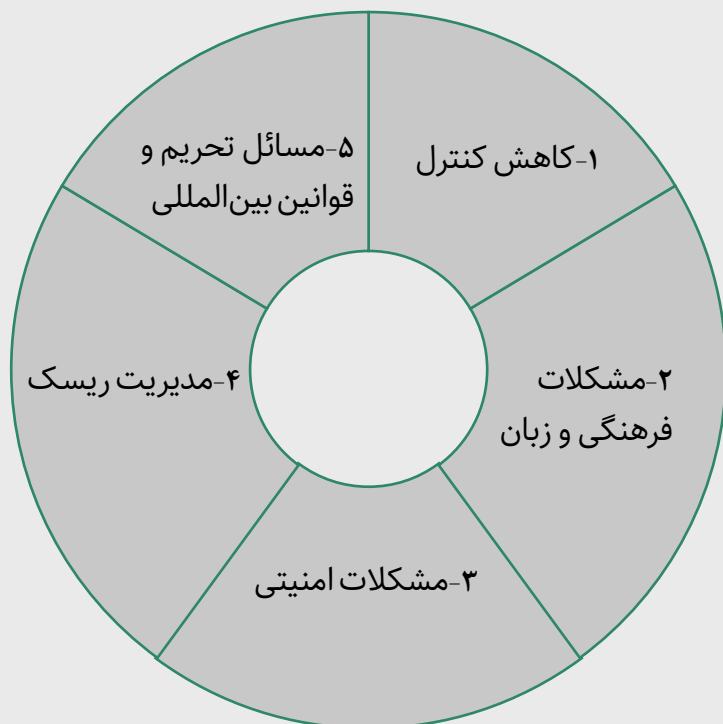 ۱-کاهش کنترل
۲-مشکلات
فرهنگی و زبان
۳-مشکلات امنیتی
۴-مدیریت ریسک
۵-مسائل تحریم و
قوانین بین‌المللی